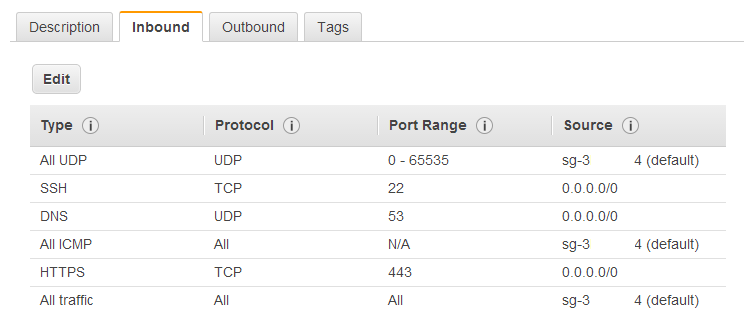 Description Inbound Outbound Tags
Edit
Type i Protocol i Port Range i Source i
All UDP UDP 0 - 65535 sg-3 4 (default)
SSH TCP 22 0.0.0.0/0
DNS UDP 53 0.0.0.0/0
All ICMP All N/A sg-3 4 (default)
HTTPS TCP 443 0.0.0.0/0
All traffic All All sg-3 4 (default)